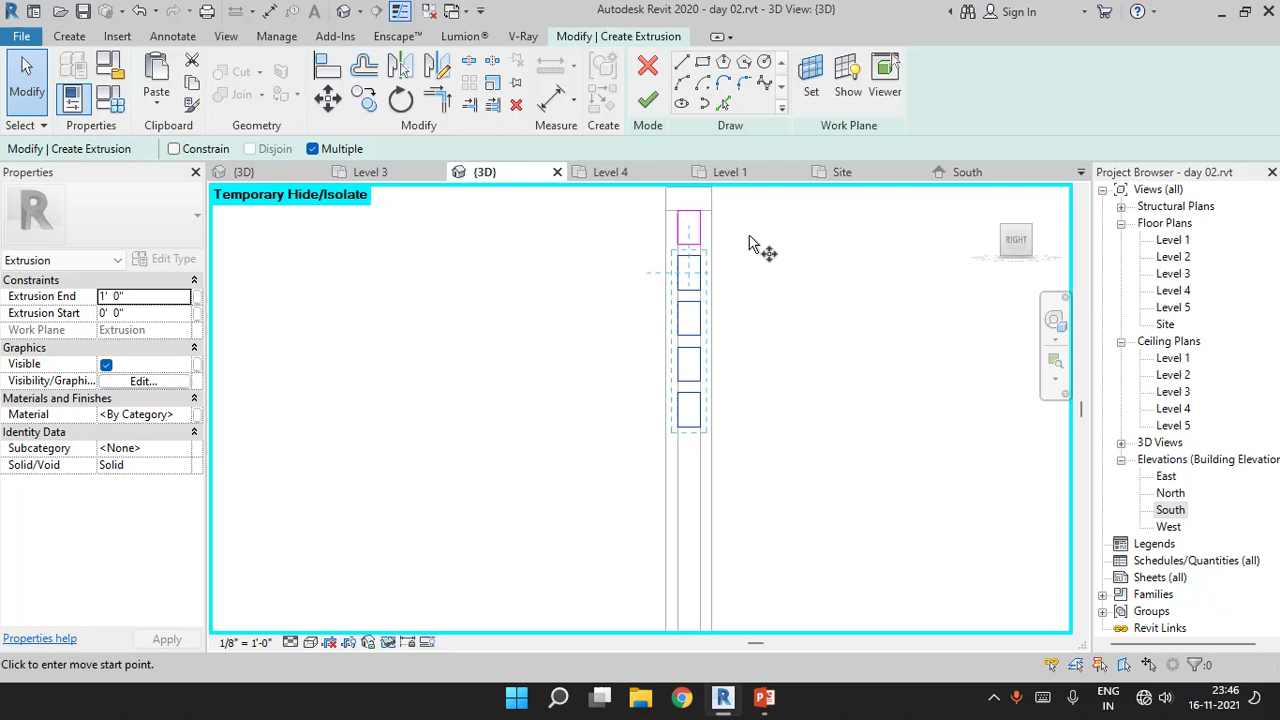 Autodesk Revit 2020 - day 02.rvt - 3D View: {3D}
Sign In
File
Create
Insert
Annotate
View
Manage
Add-Ins
Enscape™
Lumion®
V-Ray
Modify | Create Extrusion
Modify
Paste
Cut
Join
Set
Show
Viewer
Select
Properties
Clipboard
Geometry
Modify
Measure
Create
Mode
Draw
Work Plane
Modify | Create Extrusion
Constrain
Disjoin
Multiple
Properties
{3D}
Level 3
{3D}
Level 4
Level 1
Site
South
Project Browser - day 02.rvt
Temporary Hide/Isolate
RIGHT
Extrusion
Edit Type
Constraints
Extrusion End 1' 0"
Extrusion Start 0' 0"
Work Plane Extrusion
Graphics
Visible
Visibility/Graphi... Edit...
Materials and Finishes
Material <By Category>
Identity Data
Subcategory <None>
Solid/Void Solid
Properties help
Apply
Views (all)
Structural Plans
Floor Plans
Level 1
Level 2
Level 3
Level 4
Level 5
Site
Ceiling Plans
Level 1
Level 2
Level 3
Level 4
Level 5
3D Views
Elevations (Building Elevation
East
North
South
West
Legends
Schedules/Quantities (all)
Sheets (all)
Families
Groups
Revit Links
1/8" = 1'-0"
Click to enter move start point.
:0
ENG
IN
23:46
16-11-2021